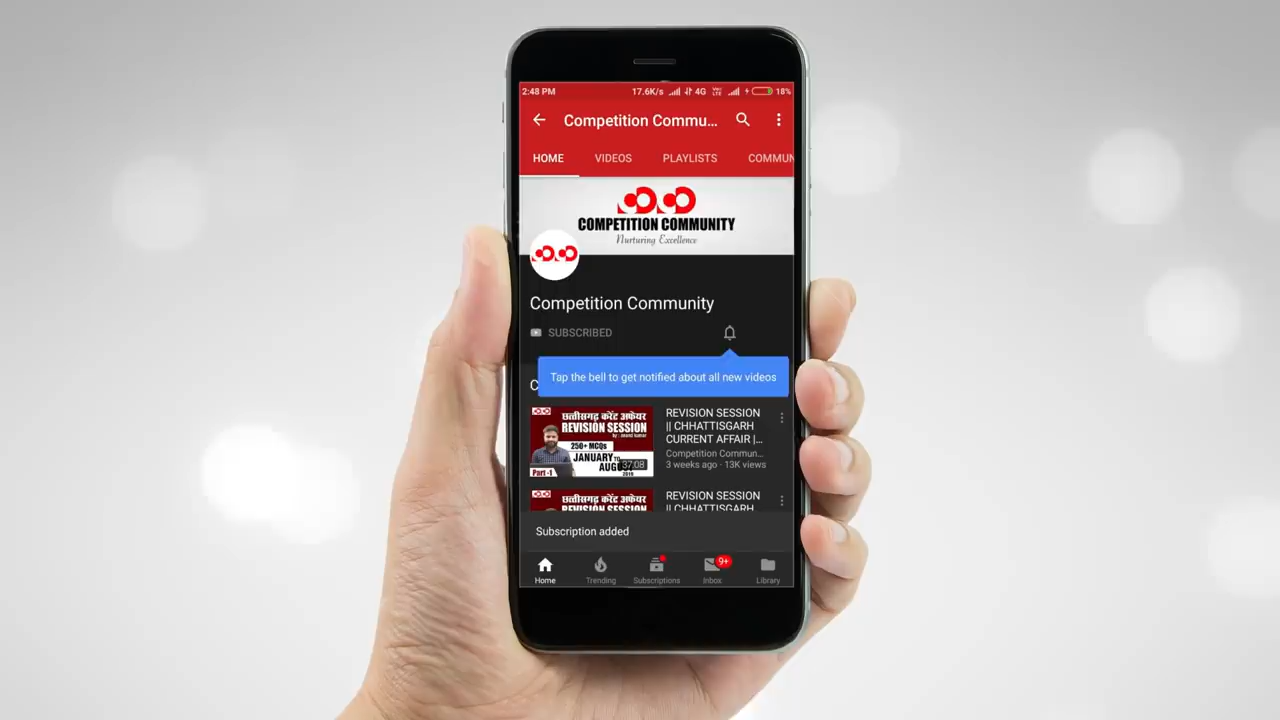 2:48 PM 17.6K/s 4G VoLTE 18%
Competition Commu...
HOME VIDEOS PLAYLISTS COMMUN
COMPETITION COMMUNITY
Nurturing Excellence
Competition Community
SUBSCRIBED
Tap the bell to get notified about all new videos
C
छत्तीसगढ़ करेंट अफेयर
REVISION SESSION
250+ MCQs
JANUARY TO
AUGU
37:08
Part -1
REVISION SESSION
|| CHHATTISGARH
CURRENT AFFAIR |...
Competition Commun...
3 weeks ago · 13K views
छत्तीसगढ़ करेंट अफेयर
REVISION SESSION
REVISION SESSION
|| CHHATTISGARH
Subscription added
9+
Home Trending Subscriptions Inbox Library